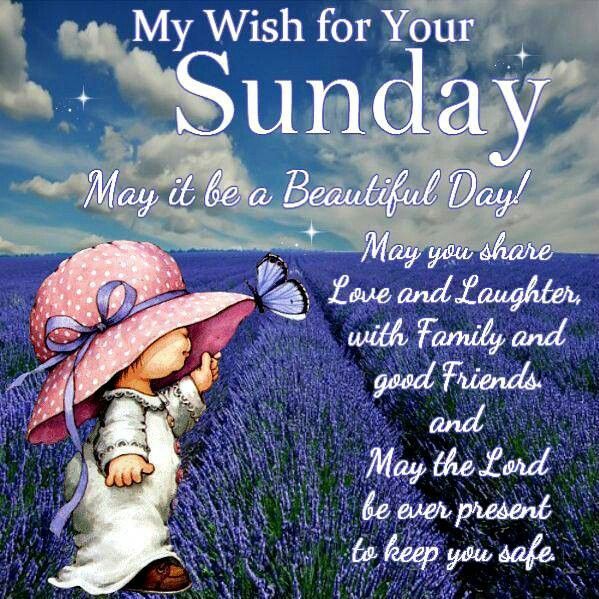 My Wish for Your
Sunday
May it be a Beautiful Day!
May you share
Love and Laughter,
with Family and
good Friends.
and
May the Lord
be ever present
to keep you safe.